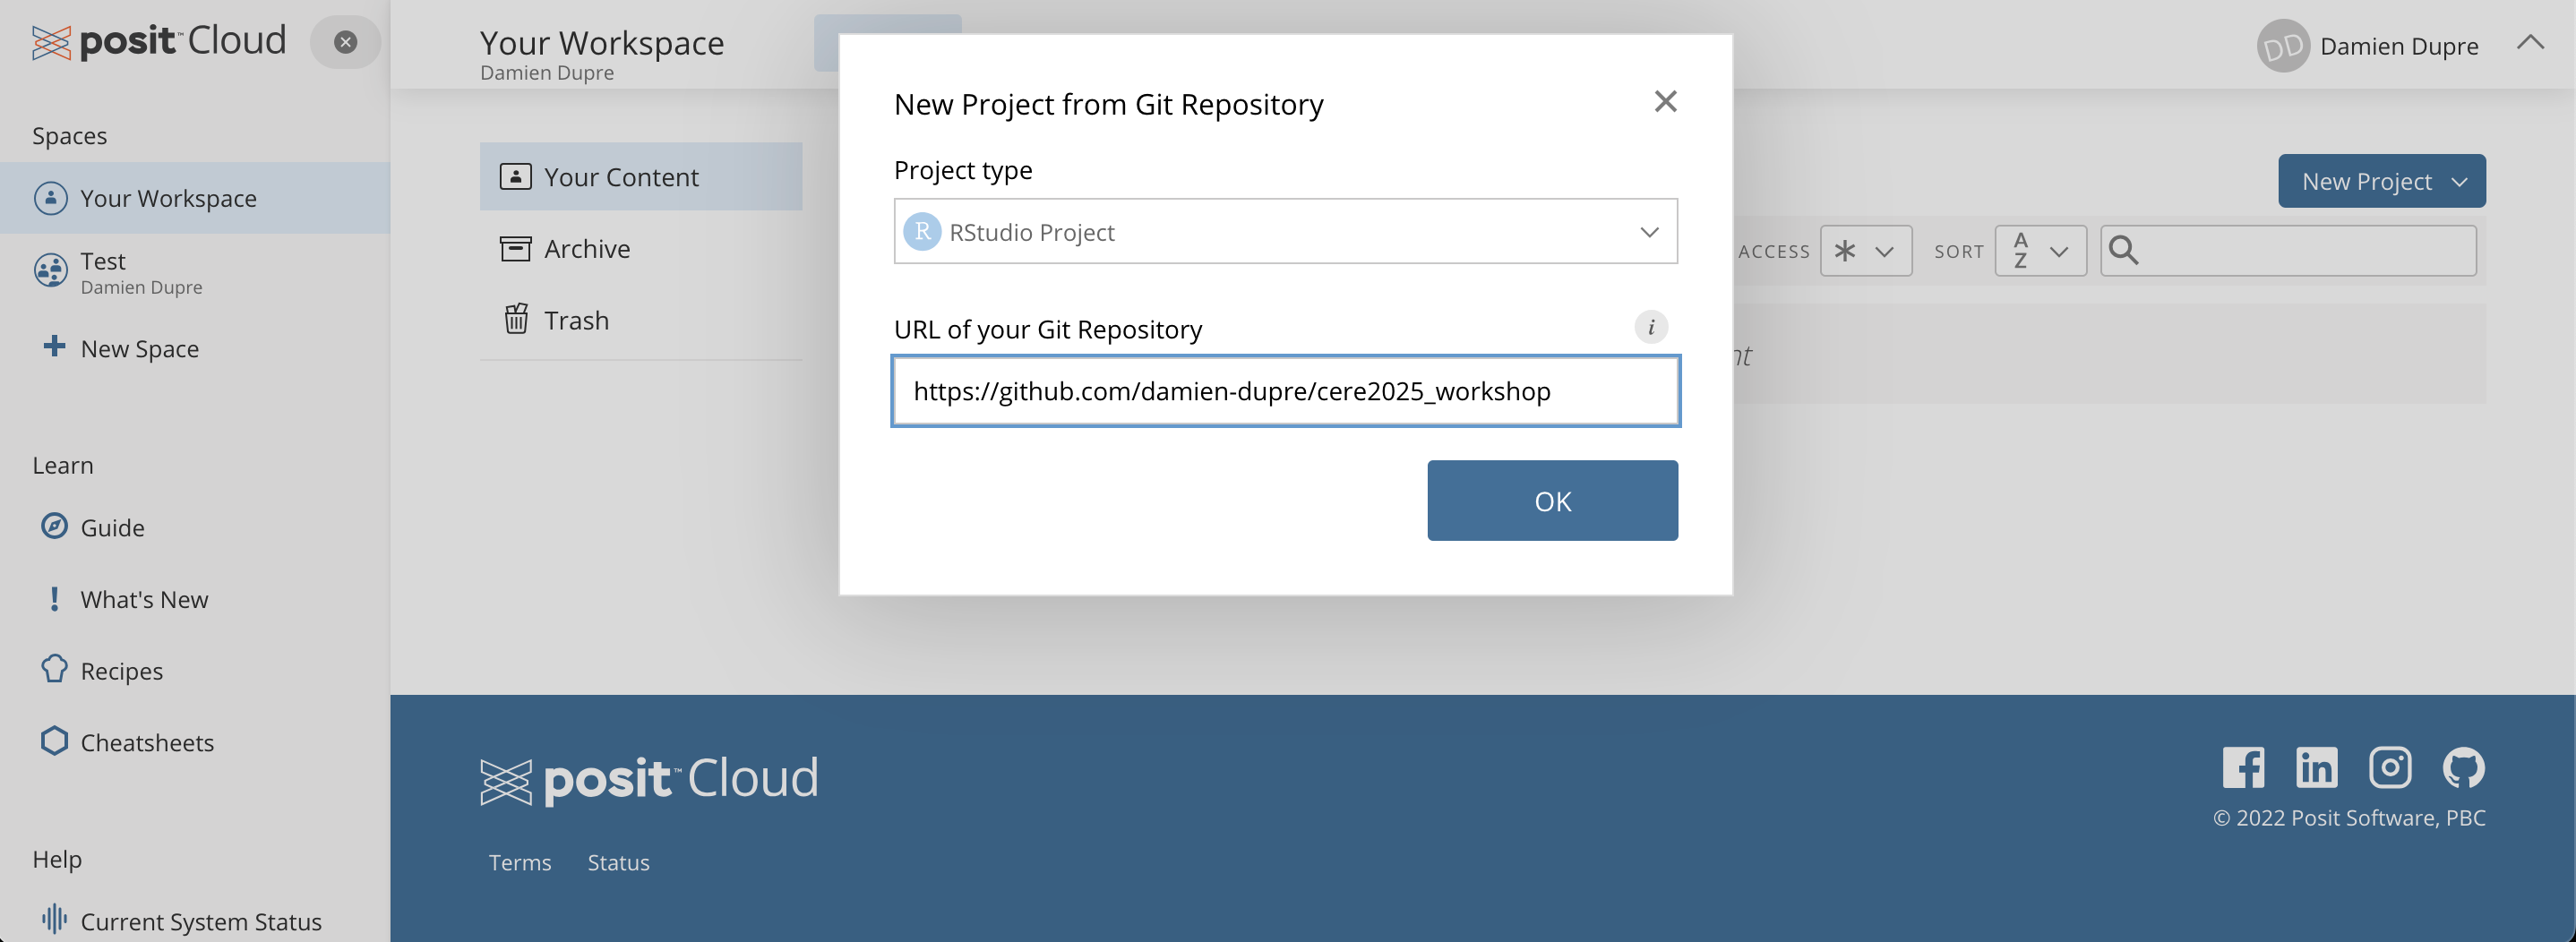 posit™ Cloud
Spaces
Your Workspace
Test
Damien Dupre
New Space
Learn
Guide
What's New
Recipes
Cheatsheets
Help
Current System Status
Your Workspace
Damien Dupre
DD
Damien Dupre
Your Content
Archive
Trash
New Project
ACCESS
SORT
A
Z
New Project from Git Repository
Project type
R RStudio Project
URL of your Git Repository
i
https://github.com/damien-dupre/cere2025_workshop
OK
posit™ Cloud
Terms
Status
© 2022 Posit Software, PBC